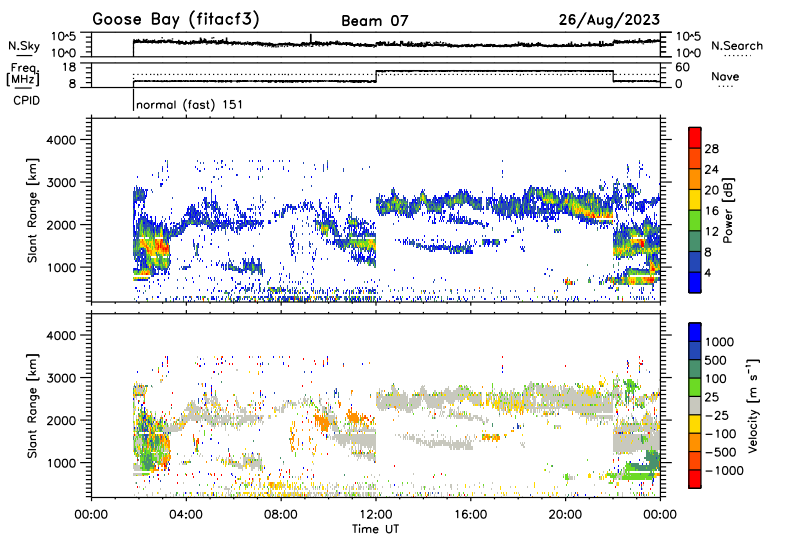 Goose Bay (fitacf3) Beam 07 26/Aug/2023
N.Sky 10^5 10^0 10^5 10^0 N.Search
Freq. [MHz] 18 8 60 0 Nave
CPID normal (fast) 151
Slant Range [km] 4000 3000 2000 1000
Power [dB] 28 24 20 16 12 8 4
Slant Range [km] 4000 3000 2000 1000
Velocity [m s⁻¹] 1000 500 100 25 −25 −100 −500 −1000
00:00 04:00 08:00 12:00 16:00 20:00 00:00
Time UT